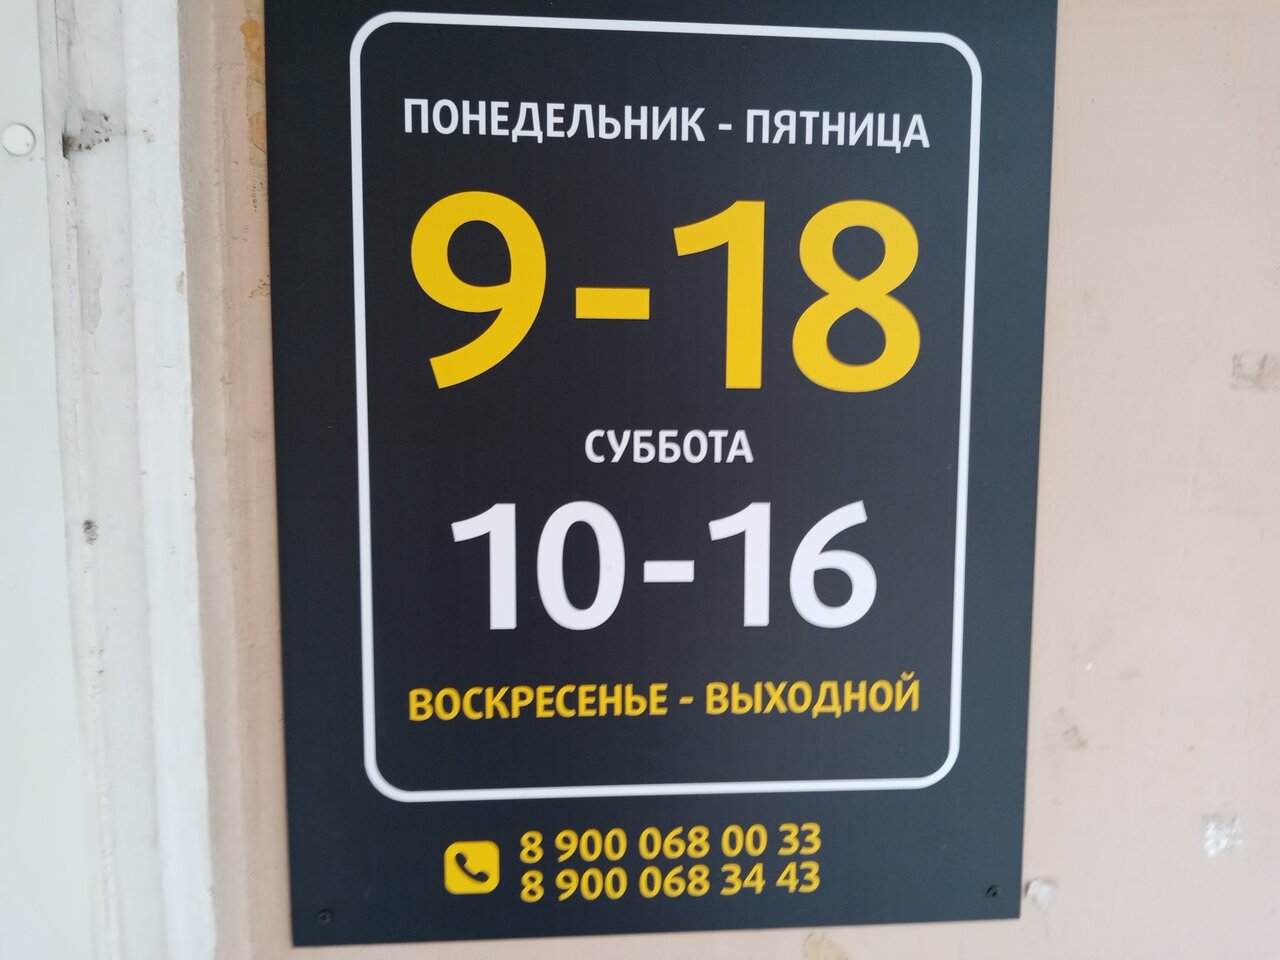 ПОНЕДЕЛЬНИК - ПЯТНИЦА
9-18
СУББОТА
10-16
ВОСКРЕСЕНЬЕ - ВЫХОДНОЙ
8 900 068 00 33
8 900 068 34 43